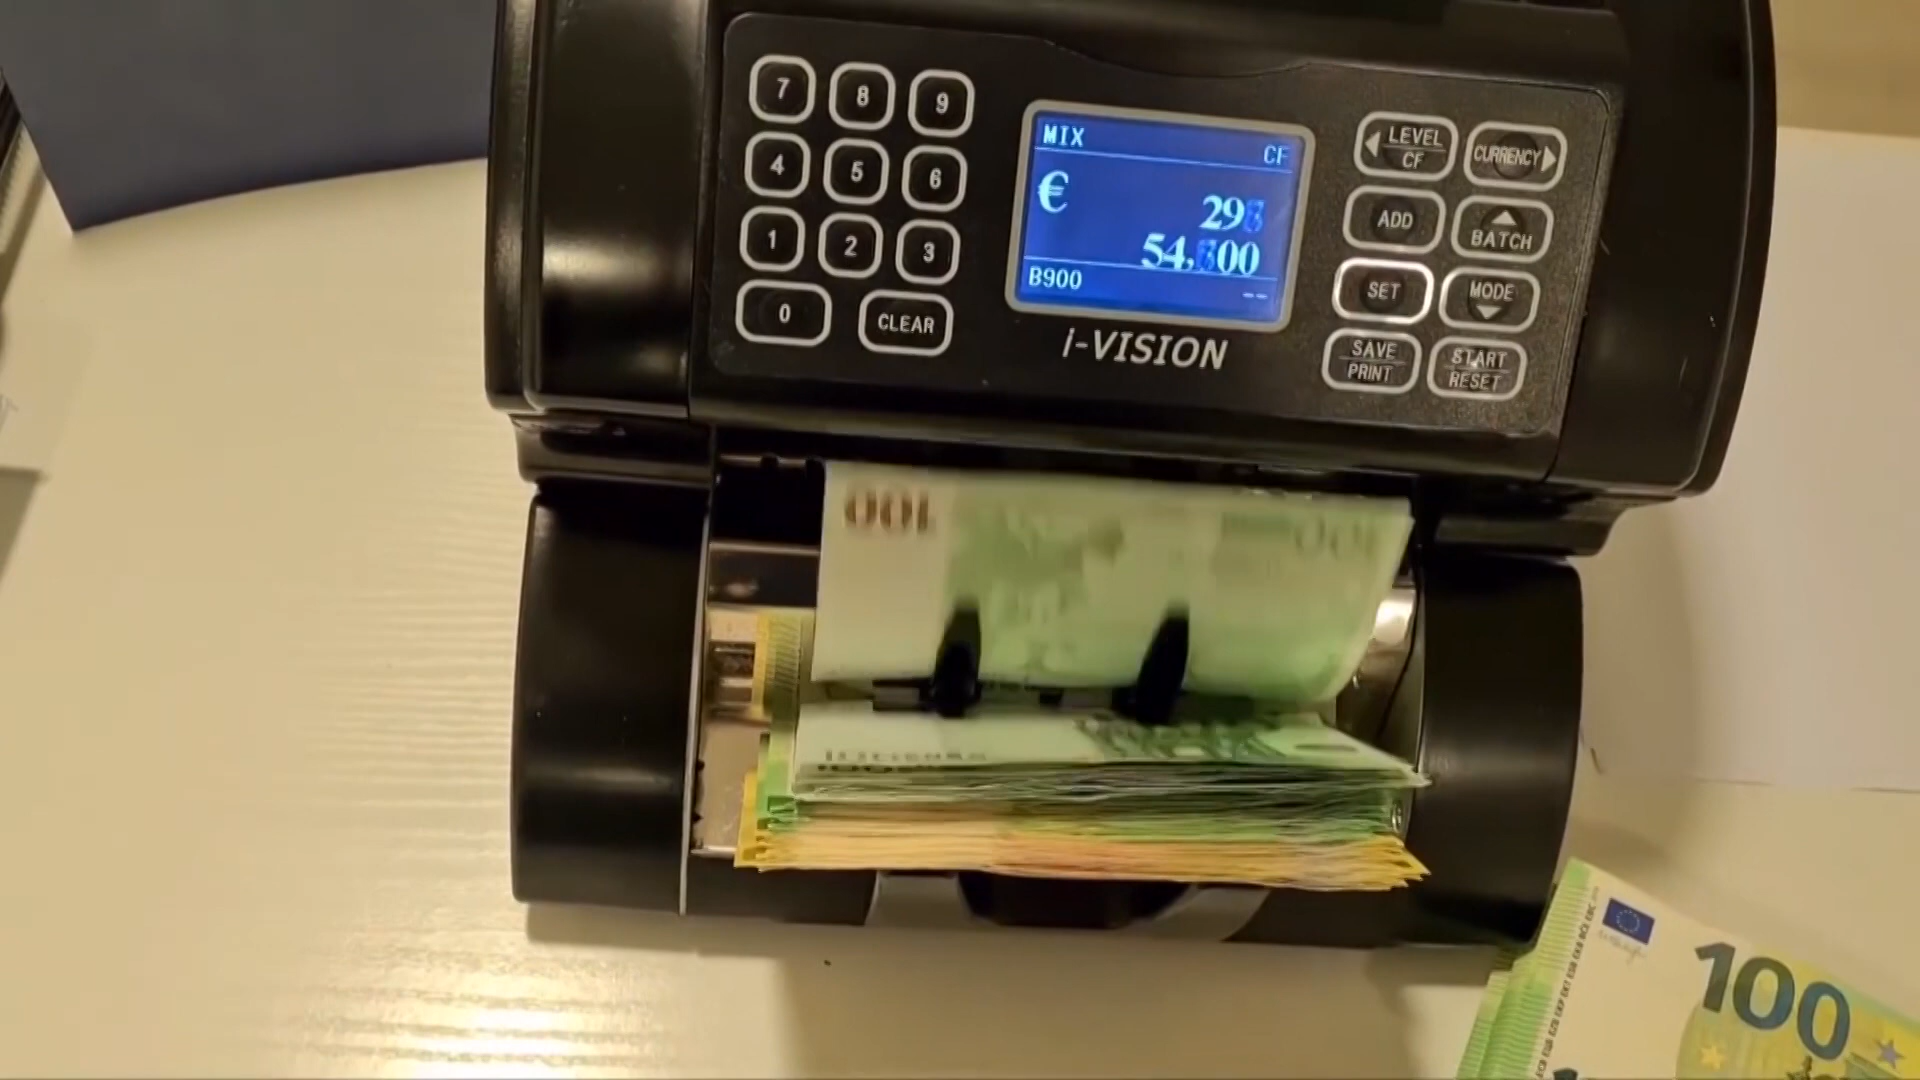 7 8 9
4 5 6
1 2 3
0 CLEAR
MIX CF
€
B900 --
i-VISION
LEVEL
CF
CURRENCY
ADD
BATCH
SET
MODE
SAVE
PRINT
START
RESET
100
100
100